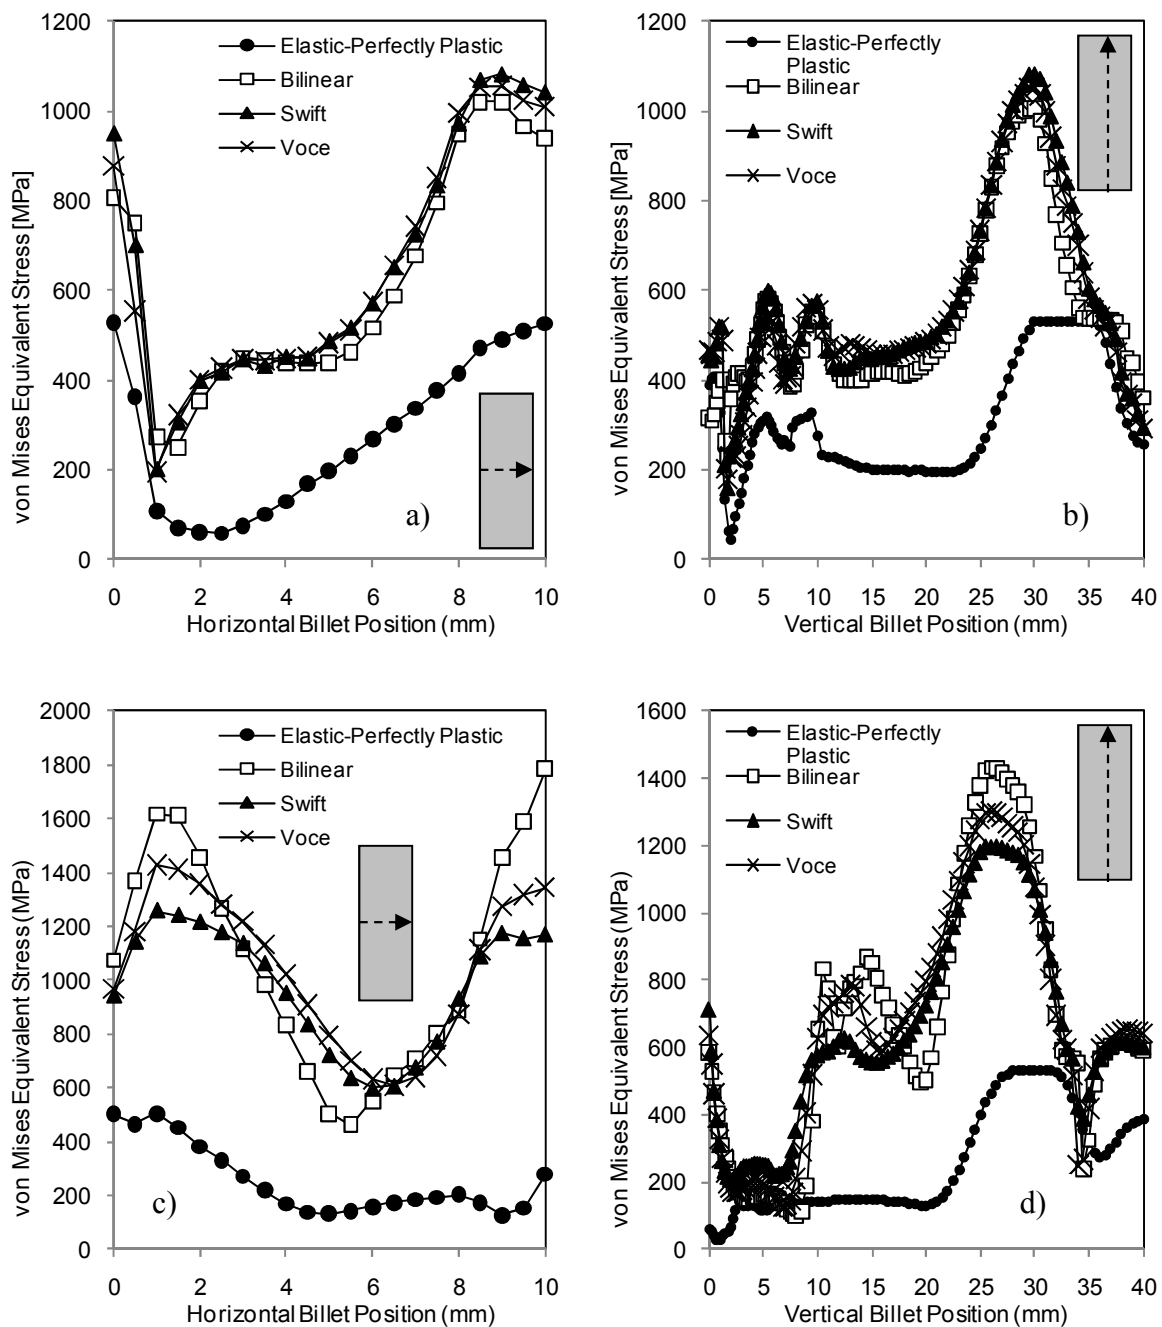 1200
1000
800
600
400
200
0
0 2 4 6 8 10
von Mises Equivalent Stress [MPa]
Horizontal Billet Position (mm)
Elastic-Perfectly Plastic
Bilinear
Swift
Voce
a)
1200
1000
800
600
400
200
0
0 5 10 15 20 25 30 35 40
von Mises Equivalent Stress [MPa]
Vertical Billet Position (mm)
Elastic-Perfectly
Plastic
Bilinear
Swift
Voce
b)
2000
1800
1600
1400
1200
1000
800
600
400
200
0
0 2 4 6 8 10
von Mises Equivalent Stress (MPa)
Horizontal Billet Position (mm)
Elastic-Perfectly Plastic
Bilinear
Swift
Voce
c)
1600
1400
1200
1000
800
600
400
200
0
0 5 10 15 20 25 30 35 40
von Mises Equivalent Stress (MPa)
Vertical Billet Position (mm)
Elastic-Perfectly
Plastic
Bilinear
Swift
Voce
d)